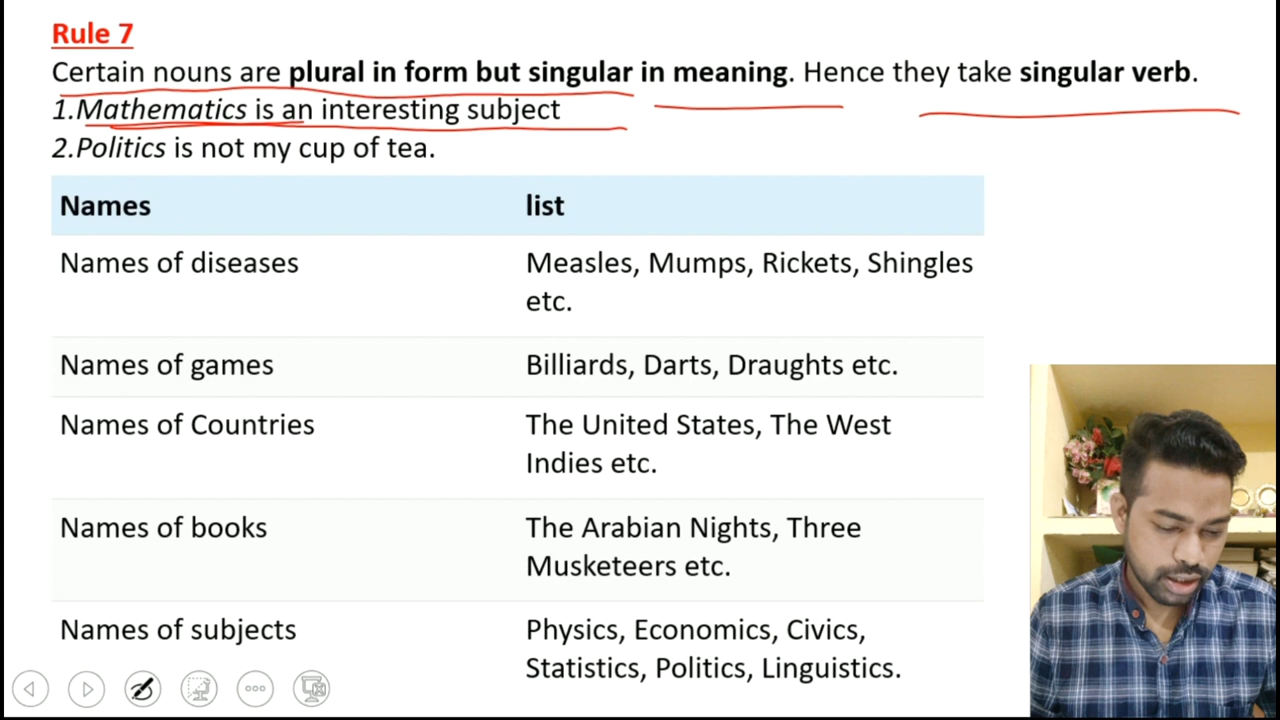 Rule 7
Certain nouns are plural in form but singular in meaning. Hence they take singular verb.
1.Mathematics is an interesting subject
2.Politics is not my cup of tea.
Names list
Names of diseases Measles, Mumps, Rickets, Shingles
etc.
Names of games Billiards, Darts, Draughts etc.
Names of Countries The United States, The West
Indies etc.
Names of books The Arabian Nights, Three
Musketeers etc.
Names of subjects Physics, Economics, Civics,
Statistics, Politics, Linguistics.